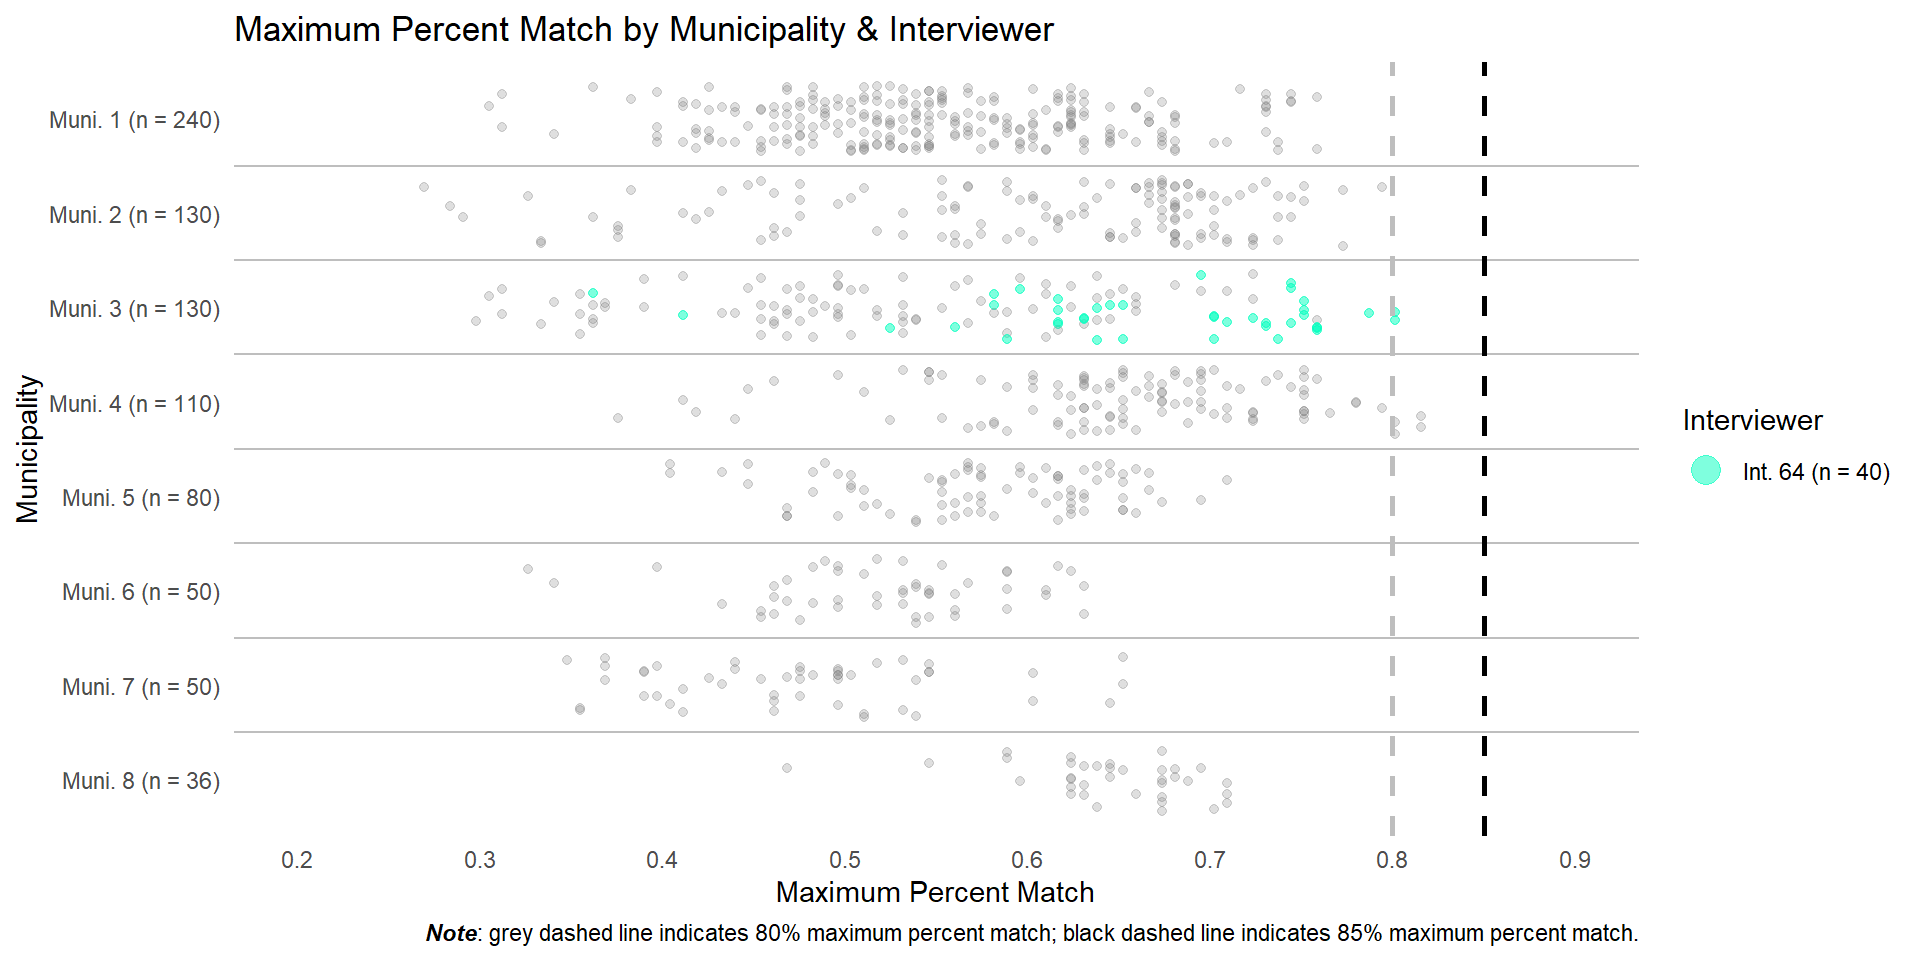 Maximum Percent Match by Municipality & Interviewer
Municipality
Muni. 1 (n = 240)
Muni. 2 (n = 130)
Muni. 3 (n = 130)
Muni. 4 (n = 110)
Muni. 5 (n = 80)
Muni. 6 (n = 50)
Muni. 7 (n = 50)
Muni. 8 (n = 36)
0.2 0.3 0.4 0.5 0.6 0.7 0.8 0.9
Maximum Percent Match
Interviewer
Int. 64 (n = 40)
Note: grey dashed line indicates 80% maximum percent match; black dashed line indicates 85% maximum percent match.